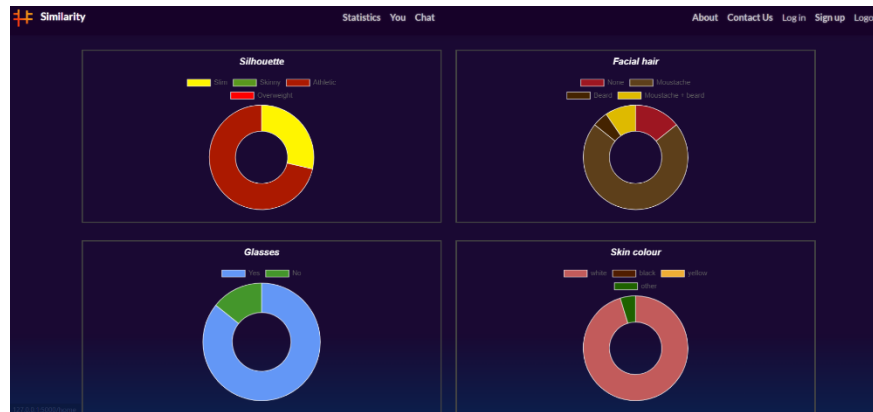 Similarity Statistics You Chat About Contact Us Log in Sign up Logo
Silhouette
Slim Skinny Athletic
Overweight
Facial hair
None Moustache
Beard Moustache + beard
Glasses
Yes No
Skin colour
white black yellow
other